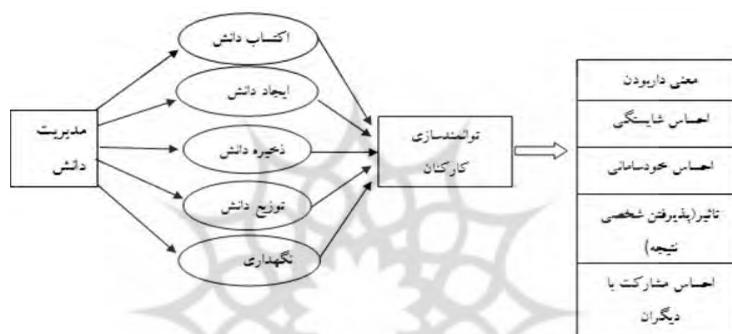 مدیریت
دانش
اکتساب دانش
ایجاد دانش
ذخیره دانش
توزیع دانش
نگهداری
توانمندسازی
کارکنان
معنی داربودن
احساس شایستگی
احساس خودسامانی
تاثیر(پذیرفتن شخصی
نتیجه)
احساس مشارکت با
دیگران